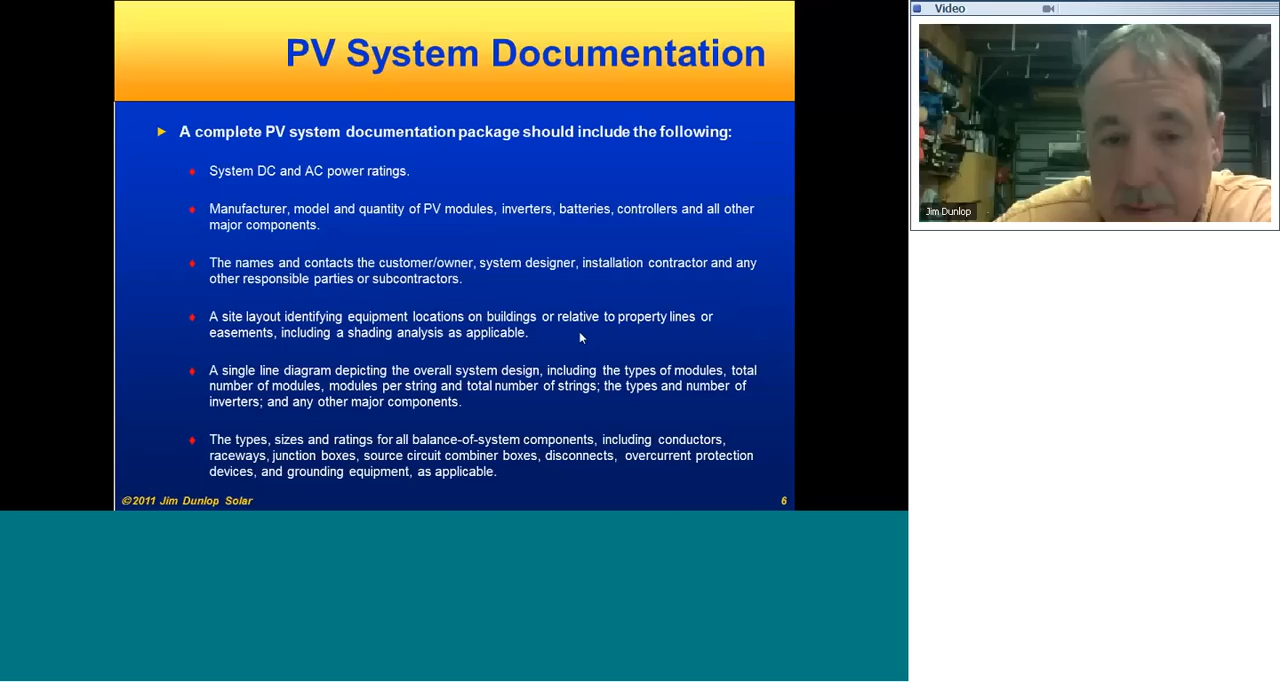 PV System Documentation
A complete PV system documentation package should include the following:
System DC and AC power ratings.
Manufacturer, model and quantity of PV modules, inverters, batteries, controllers and all other
major components.
The names and contacts the customer/owner, system designer, installation contractor and any
other responsible parties or subcontractors.
A site layout identifying equipment locations on buildings or relative to property lines or
easements, including a shading analysis as applicable.
A single line diagram depicting the overall system design, including the types of modules, total
number of modules, modules per string and total number of strings; the types and number of
inverters; and any other major components.
The types, sizes and ratings for all balance-of-system components, including conductors,
raceways, junction boxes, source circuit combiner boxes, disconnects, overcurrent protection
devices, and grounding equipment, as applicable.
©2011 Jim Dunlop Solar
6
Video
Jim Dunlop